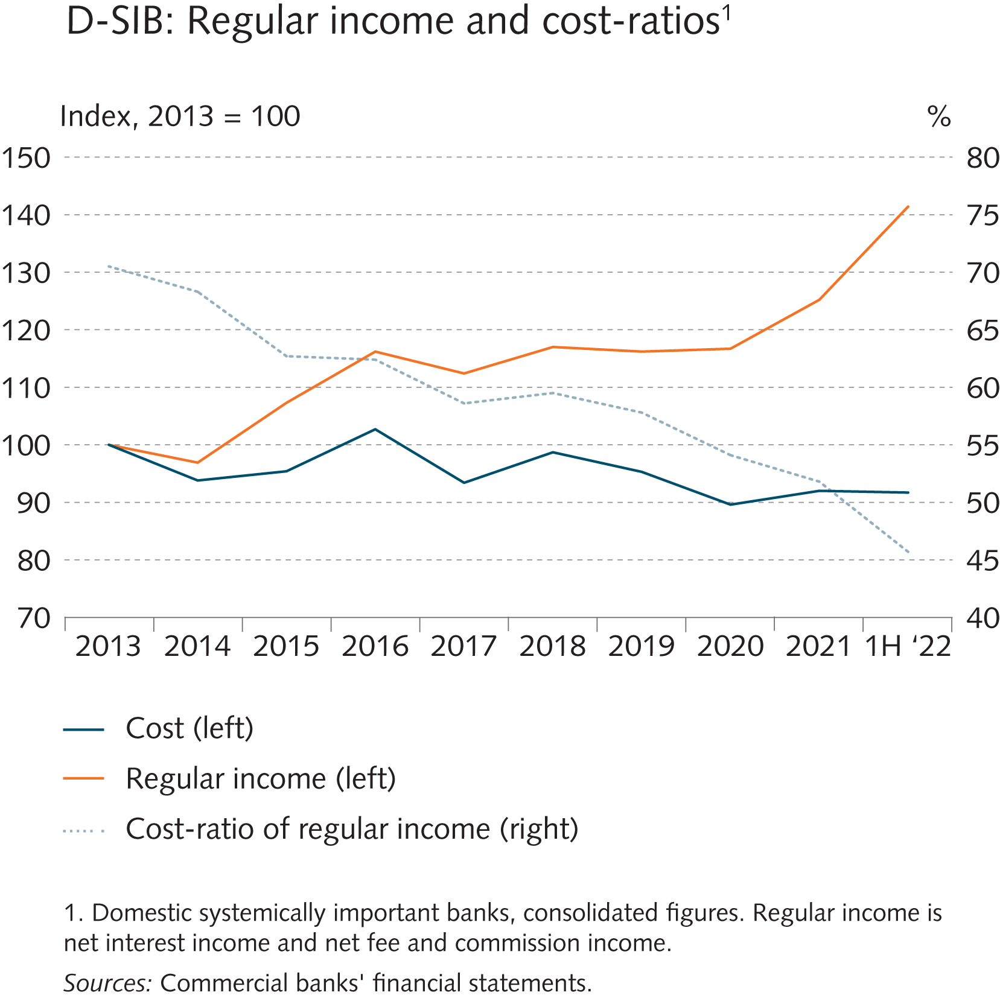 D-SIB: Regular income and cost-ratios¹
Index, 2013 = 100
%
150
80
140
75
130
70
120
65
110
60
100
55
90
50
80
45
70
40
2013 2014 2015 2016 2017 2018 2019 2020 2021 1H ‘22
Cost (left)
Regular income (left)
Cost-ratio of regular income (right)
1. Domestic systemically important banks, consolidated figures. Regular income is
net interest income and net fee and commission income.
Sources: Commercial banks' financial statements.